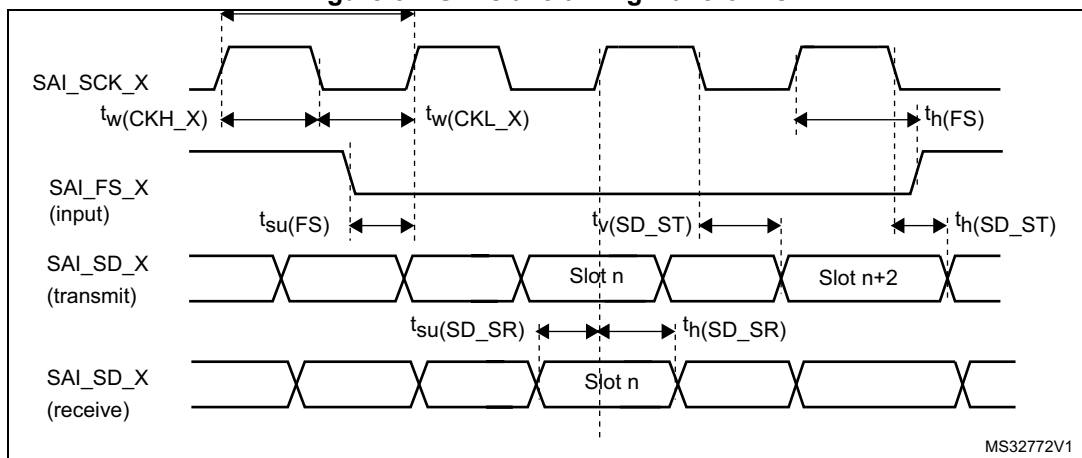 SAI_SCK_X
tw(CKH_X)
tw(CKL_X)
th(FS)
SAI_FS_X
(input)
tsu(FS)
tv(SD_ST)
th(SD_ST)
SAI_SD_X
(transmit)
Slot n
Slot n+2
tsu(SD_SR)
th(SD_SR)
SAI_SD_X
(receive)
Slot n
MS32772V1